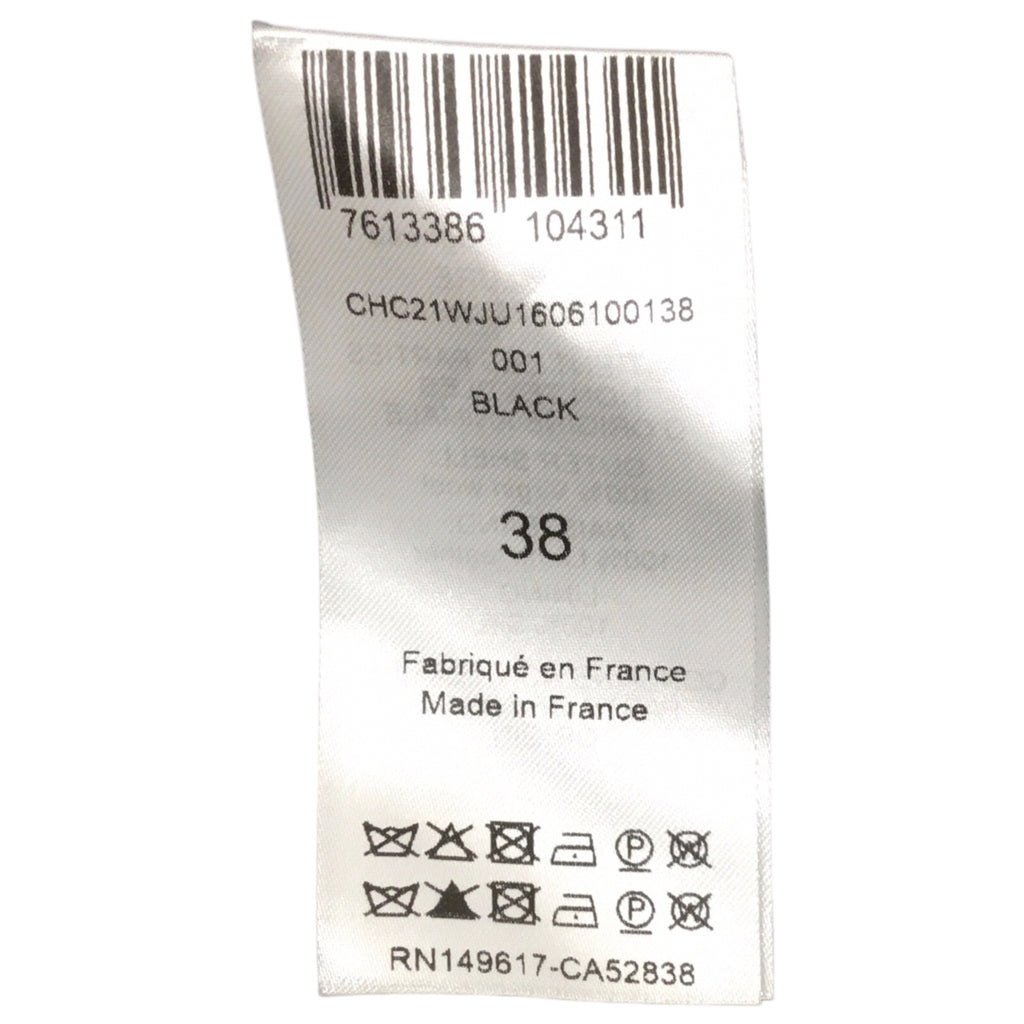 7613386 104311
CHC21WJU1606100138
001
BLACK
38
Fabriqué en France
Made in France
P W
P W
RN149617-CA52838